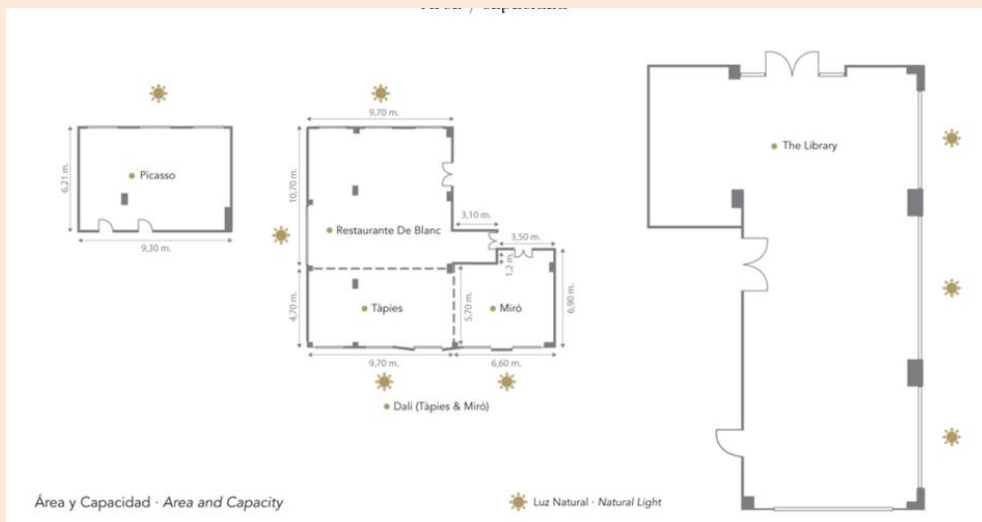 9,70 m.
Picasso
6,21 m.
9,30 m.
10,70 m.
Restaurante De Blanc
3,10 m.
3,50 m.
1,2 m.
4,70 m.
Tàpies
5,70 m.
Miró
6,90 m.
9,70 m.
6,60 m.
Dalí (Tàpies & Miró)
The Library
Área y Capacidad · Area and Capacity
Luz Natural · Natural Light